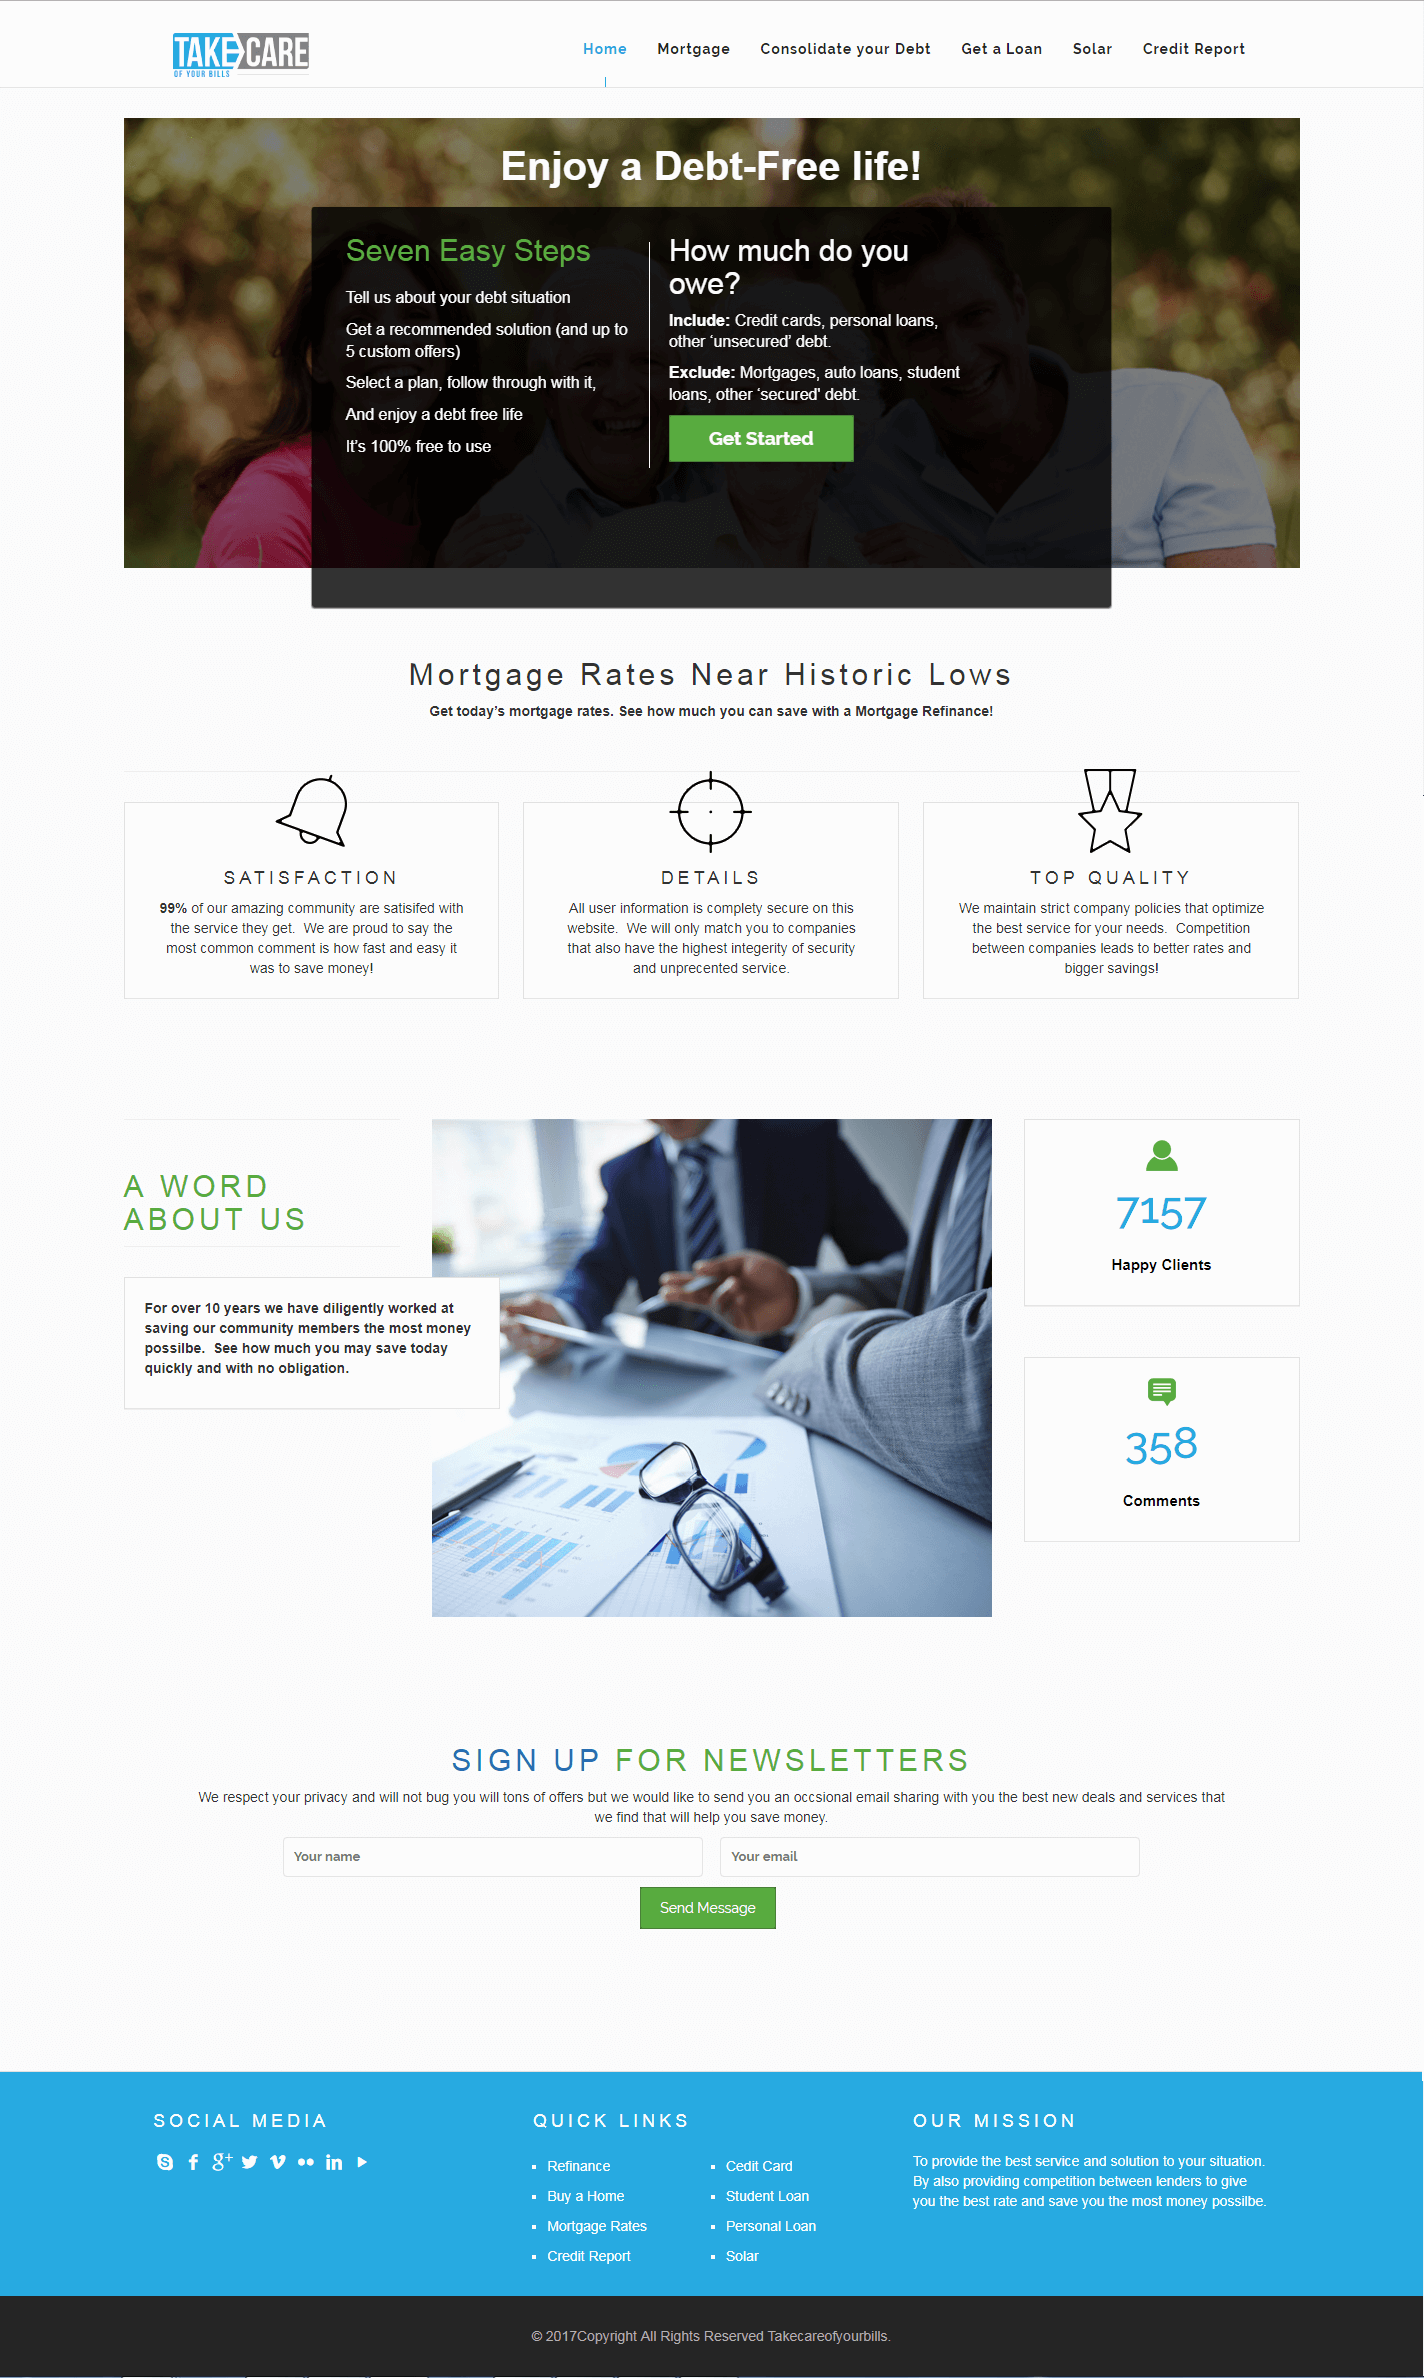 TAKE CARE
OF YOUR BILLS
Home Mortgage Consolidate your Debt Get a Loan Solar Credit Report
Enjoy a Debt-Free life!
Seven Easy Steps
Tell us about your debt situation
Get a recommended solution (and up to
5 custom offers)
Select a plan, follow through with it,
And enjoy a debt free life
It's 100% free to use
How much do you
owe?
Include: Credit cards, personal loans,
other ‘unsecured’ debt.
Exclude: Mortgages, auto loans, student
loans, other ‘secured' debt.
Get Started
Mortgage Rates Near Historic Lows
Get today’s mortgage rates. See how much you can save with a Mortgage Refinance!
SATISFACTION
99% of our amazing community are satisifed with
the service they get. We are proud to say the
most common comment is how fast and easy it
was to save money!
DETAILS
All user information is complety secure on this
website. We will only match you to companies
that also have the highest integerity of security
and unprecented service.
TOP QUALITY
We maintain strict company policies that optimize
the best service for your needs. Competition
between companies leads to better rates and
bigger savings!
A WORD
ABOUT US
For over 10 years we have diligently worked at
saving our community members the most money
possilbe. See how much you may save today
quickly and with no obligation.
7157
Happy Clients
358
Comments
SIGN UP FOR NEWSLETTERS
We respect your privacy and will not bug you will tons of offers but we would like to send you an occsional email sharing with you the best new deals and services that
we find that will help you save money.
Your name Your email
Send Message
SOCIAL MEDIA
QUICK LINKS
Refinance
Buy a Home
Mortgage Rates
Credit Report
Cedit Card
Student Loan
Personal Loan
Solar
OUR MISSION
To provide the best service and solution to your situation.
By also providing competition between lenders to give
you the best rate and save you the most money possilbe.
© 2017Copyright All Rights Reserved Takecareofyourbills.